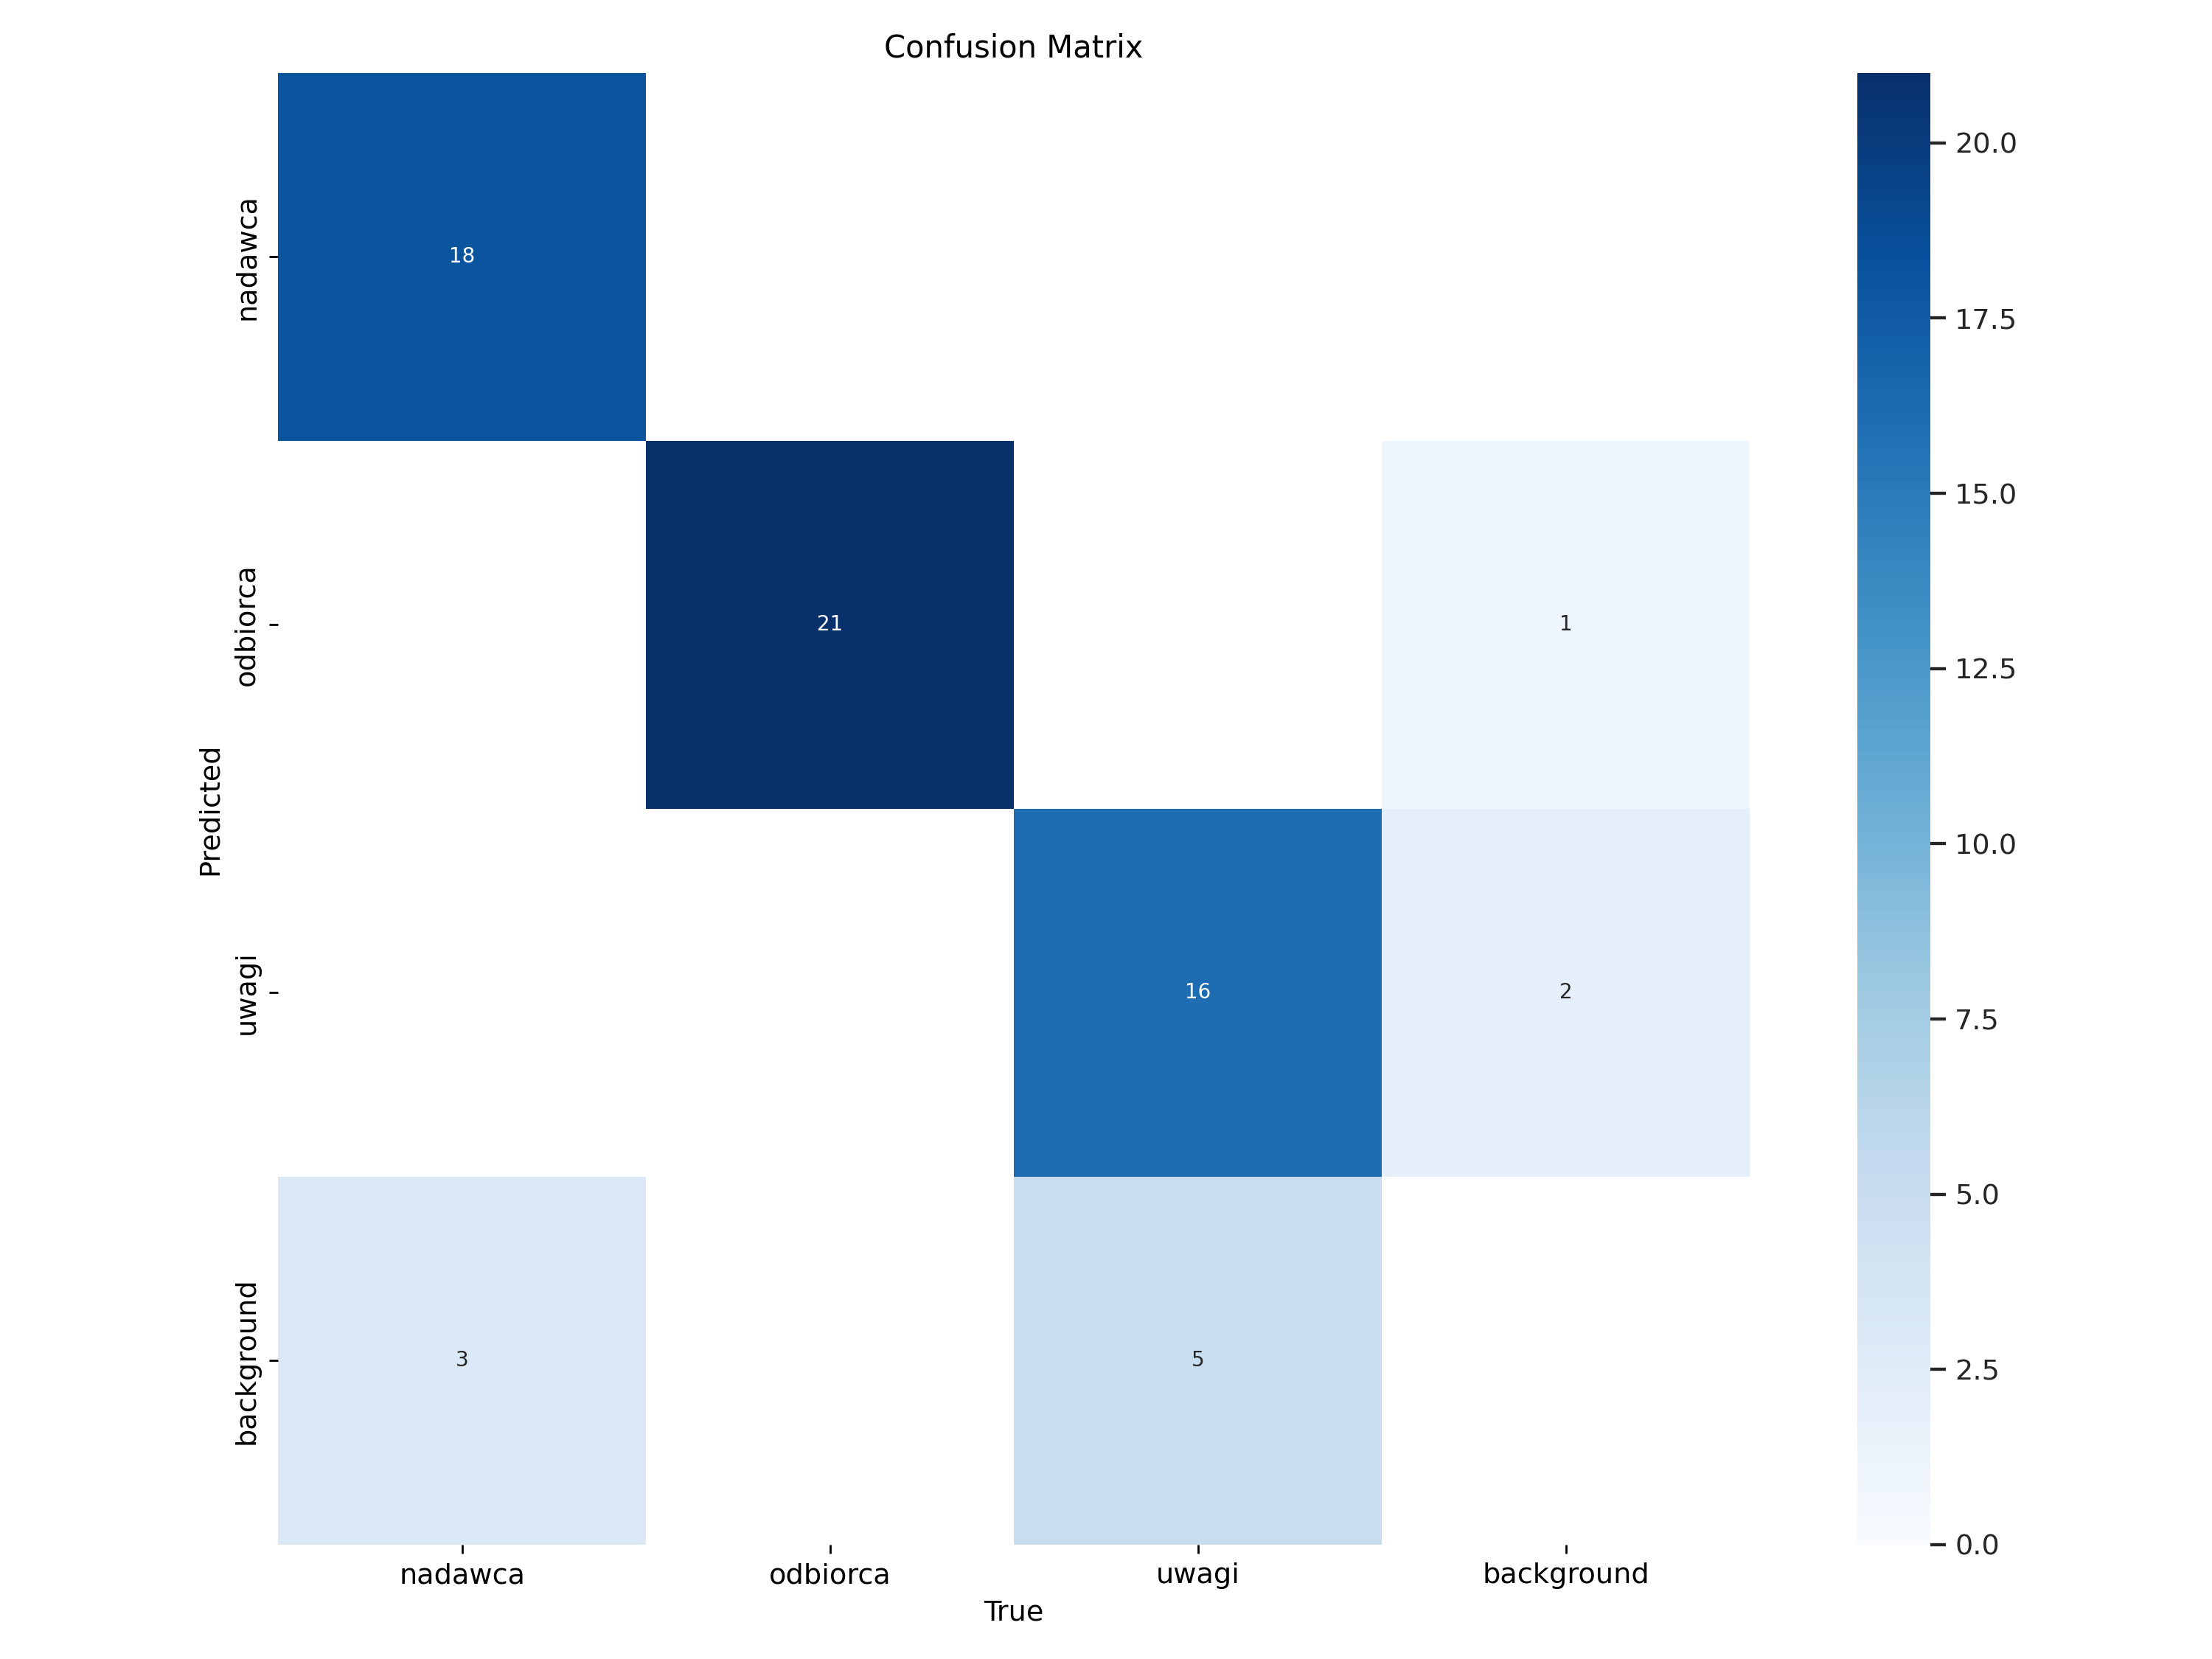 Confusion Matrix
nadawca
18
odbiorca
21
1
uwagi
16
2
background
3
5
Predicted
nadawca
odbiorca
uwagi
background
True
20.0
17.5
15.0
12.5
10.0
7.5
5.0
2.5
0.0